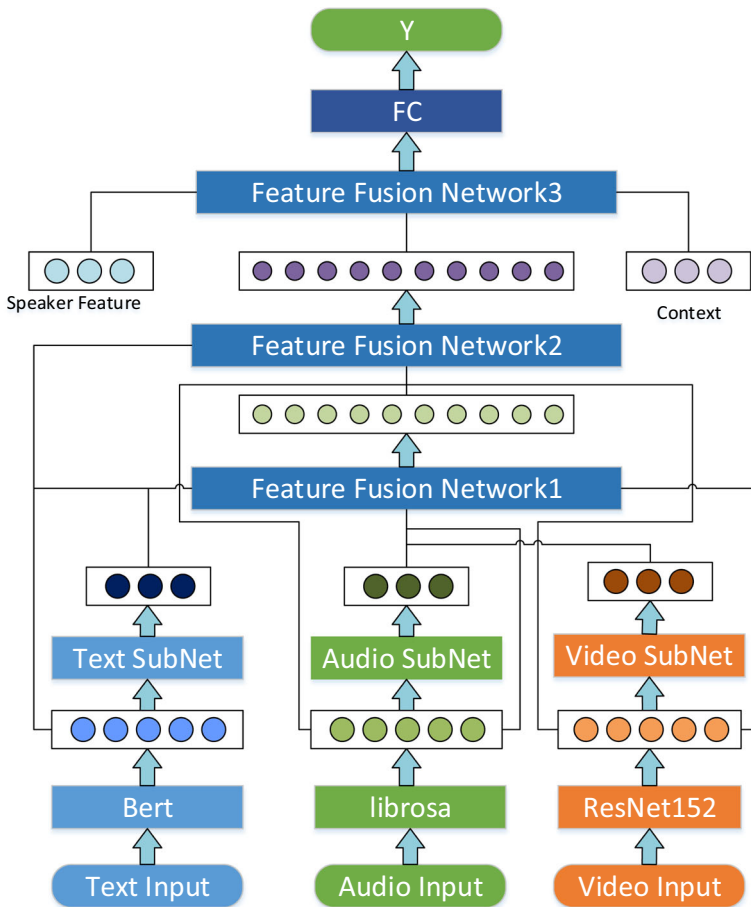 Y
FC
Feature Fusion Network3
Speaker Feature
Context
Feature Fusion Network2
Feature Fusion Network1
Text SubNet
Audio SubNet
Video SubNet
Bert
librosa
ResNet152
Text Input
Audio Input
Video Input